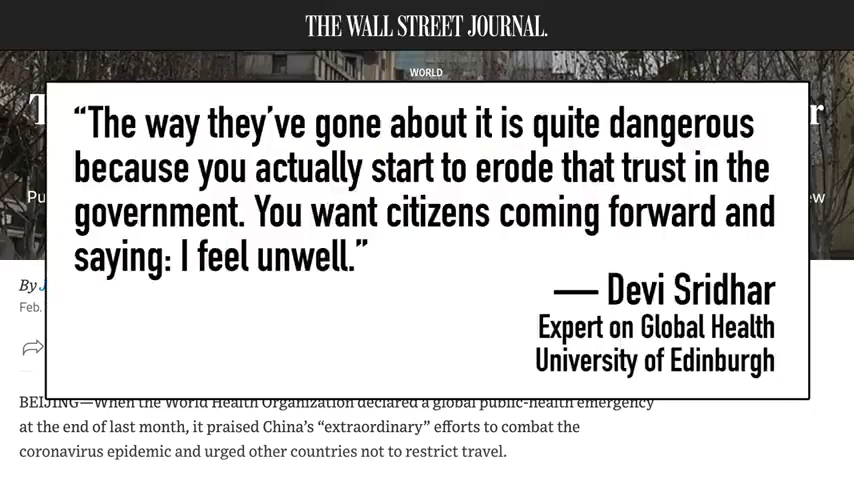 THE WALL STREET JOURNAL.
WORLD
“The way they’ve gone about it is quite dangerous
because you actually start to erode that trust in the
government. You want citizens coming forward and
saying: I feel unwell.”
— Devi Sridhar
Expert on Global Health
University of Edinburgh
By
Feb.
BEIJING—When the World Health Organization declared a global public-health emergency
at the end of last month, it praised China’s “extraordinary” efforts to combat the
coronavirus epidemic and urged other countries not to restrict travel.